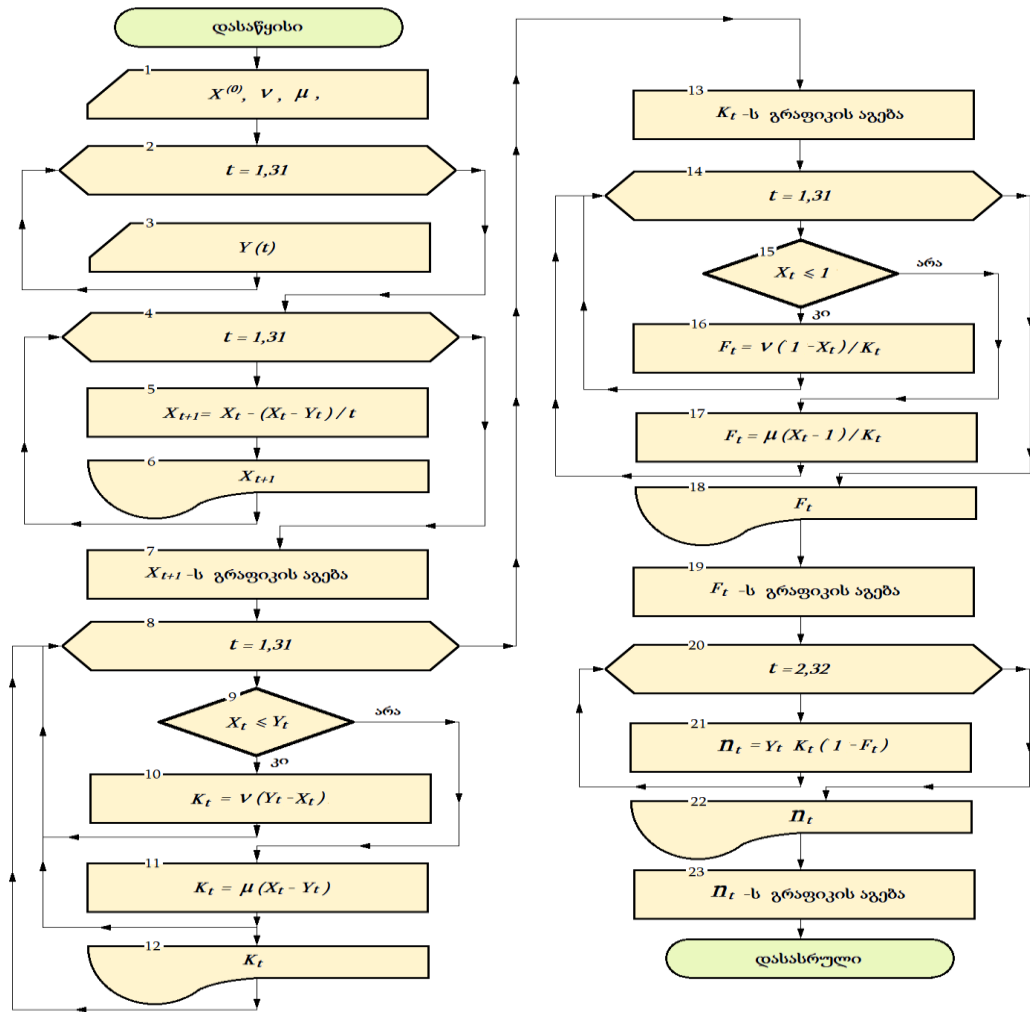 დასაწყისი
1
X⁽⁰⁾, ν , μ ,
2
t = 1,31
3
Y (t)
4
t = 1,31
5
Xₜ₊₁= Xₜ – (Xₜ – Yₜ) / t
6
Xₜ₊₁
7
Xₜ₊₁ -ს გრაფიკის აგება
8
t = 1,31
9
Xₜ ⩽ Yₜ
არა
კი
10
Kₜ = ν (Yₜ– Xₜ)
11
Kₜ = μ (Xₜ – Yₜ)
12
Kₜ
13
Kₜ -ს გრაფიკის აგება
14
t = 1,31
15
Xₜ ⩽ 1
არა
კი
16
Fₜ = ν ( 1 –Xₜ) / Kₜ
17
Fₜ = μ (Xₜ – 1 ) / Kₜ
18
Fₜ
19
Fₜ -ს გრაფიკის აგება
20
t = 2,32
21
nₜ = Yₜ Kₜ ( 1 – Fₜ)
22
nₜ
23
nₜ -ს გრაფიკის აგება
დასასრული